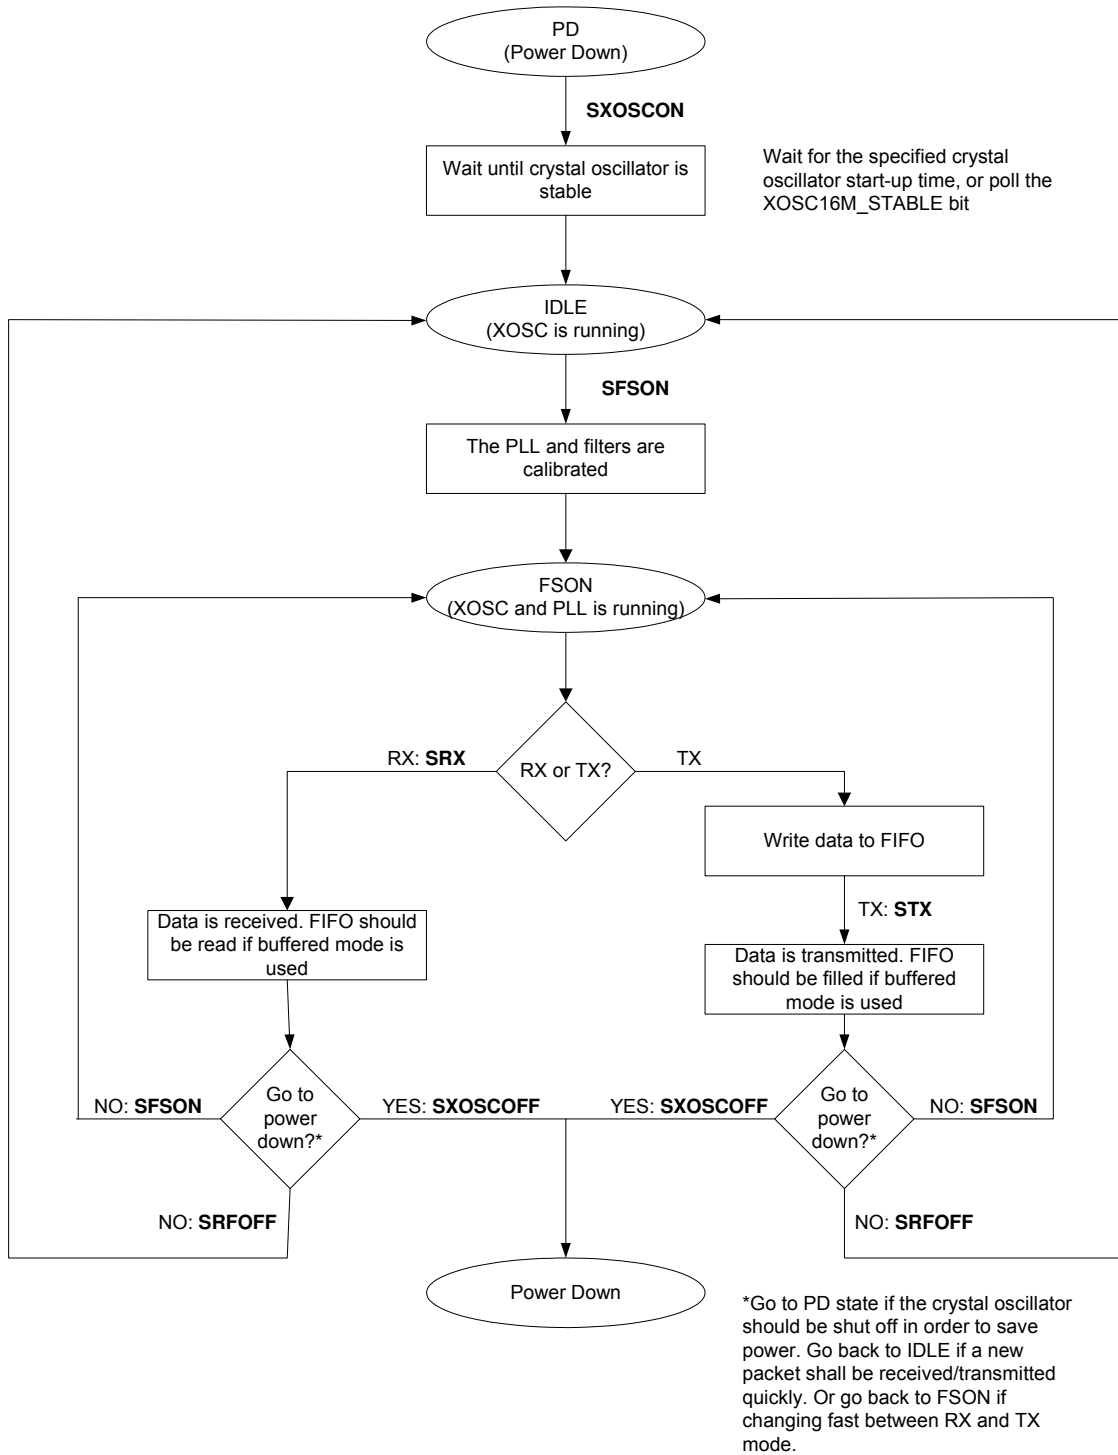 PD
(Power Down)
SXOSCON
Wait until crystal oscillator is
stable
Wait for the specified crystal
oscillator start-up time, or poll the
XOSC16M_STABLE bit
IDLE
(XOSC is running)
SFSON
The PLL and filters are
calibrated
FSON
(XOSC and PLL is running)
RX: SRX
RX or TX?
TX
Write data to FIFO
TX: STX
Data is received. FIFO should
be read if buffered mode is
used
Data is transmitted. FIFO
should be filled if buffered
mode is used
NO: SFSON
Go to
power
down?*
YES: SXOSCOFF
YES: SXOSCOFF
Go to
power
down?*
NO: SFSON
NO: SRFOFF
NO: SRFOFF
Power Down
*Go to PD state if the crystal oscillator
should be shut off in order to save
power. Go back to IDLE if a new
packet shall be received/transmitted
quickly. Or go back to FSON if
changing fast between RX and TX
mode.